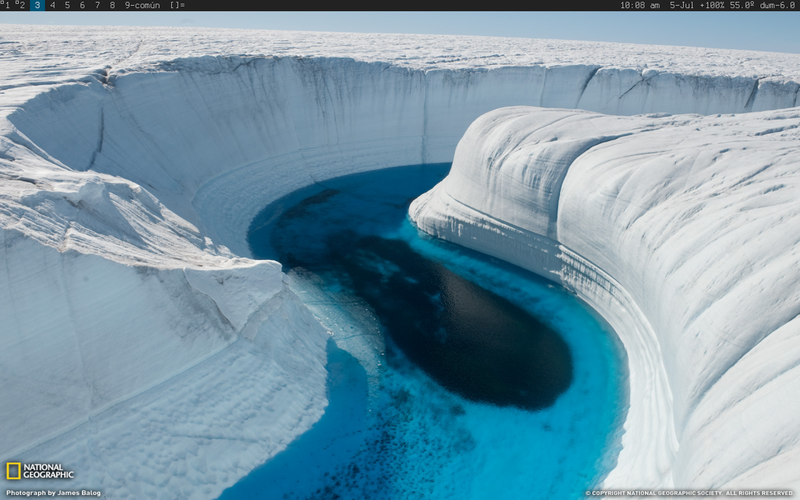 1 2 3 4 5 6 7 8 9-común []=
10:08 am 5-Jul +100% 55.0º dwm-6.0
NATIONAL
GEOGRAPHIC
Photograph by James Balog
© COPYRIGHT NATIONAL GEOGRAPHIC SOCIETY. ALL RIGHTS RESERVED.